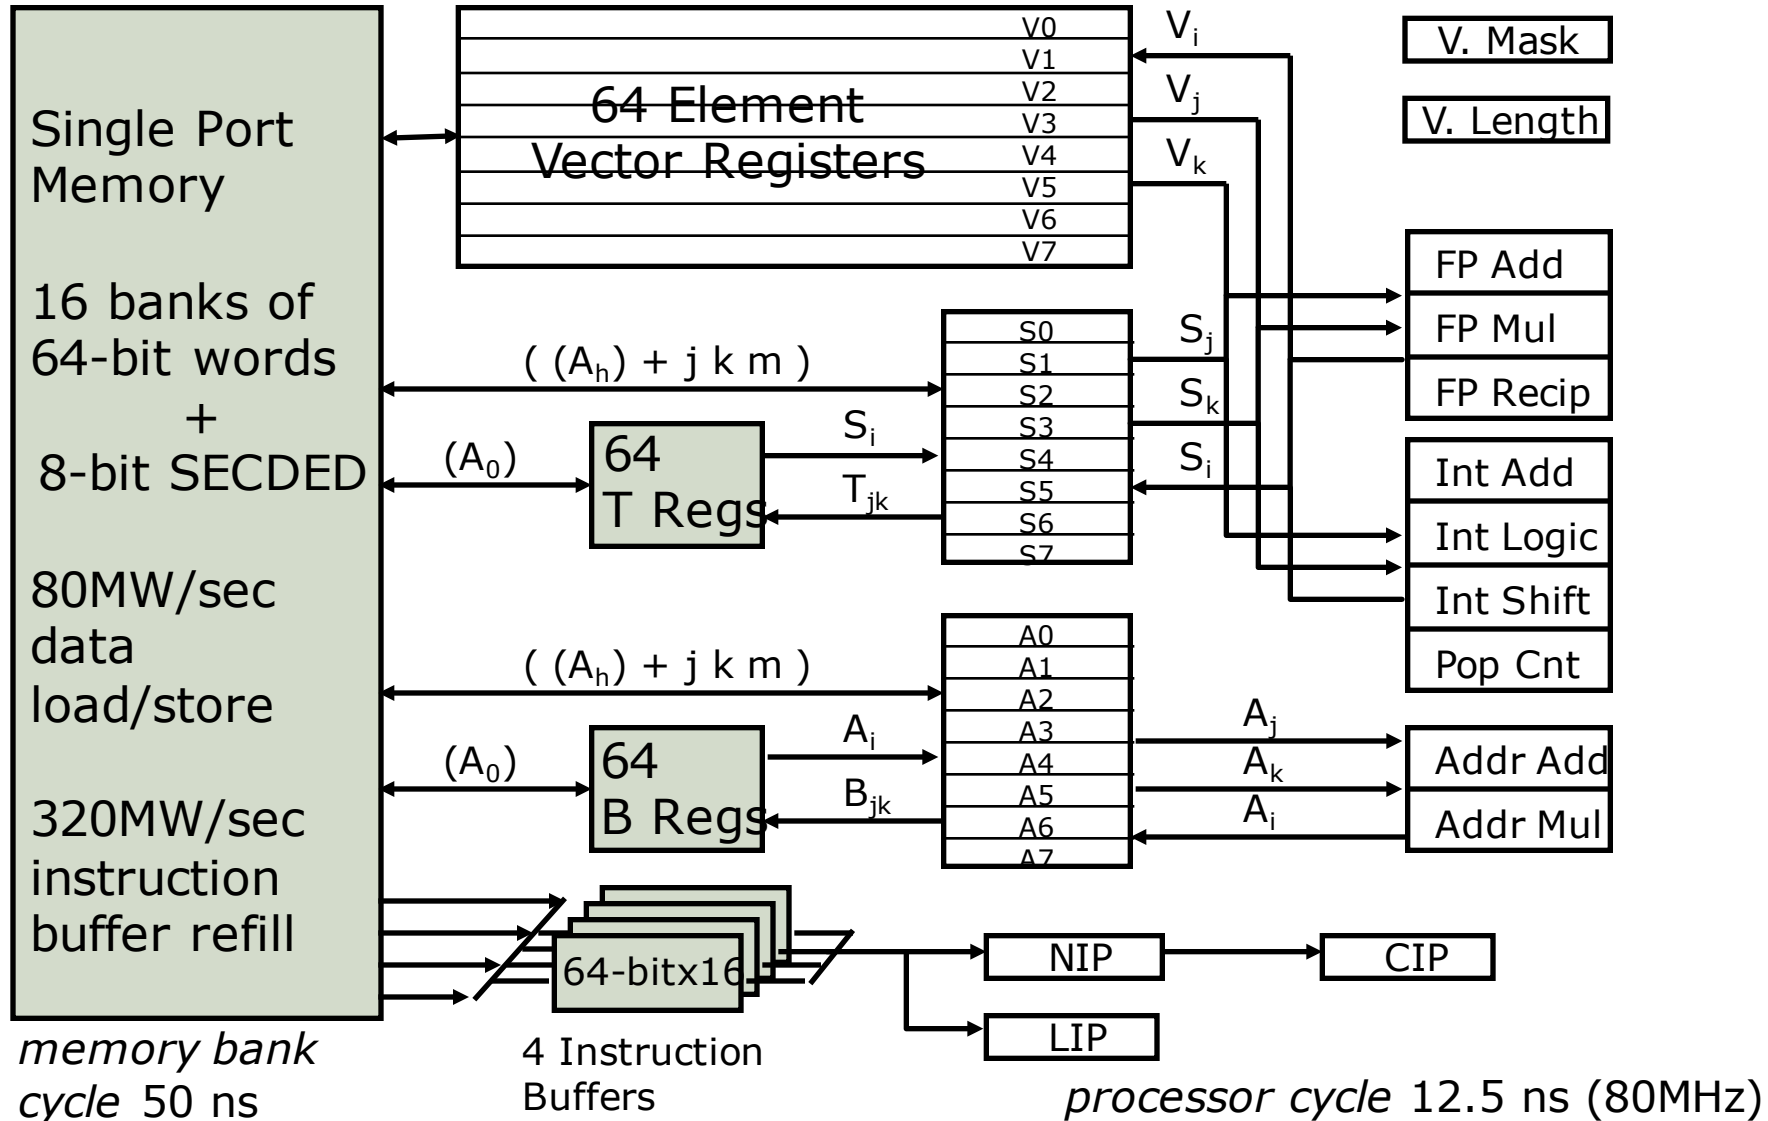 Single Port
Memory
16 banks of
64-bit words
+
8-bit SECDED
80MW/sec
data
load/store
320MW/sec
instruction
buffer refill
memory bank
cycle 50 ns
V0
V1
V2
V3
V4
V5
V6
V7
64 Element
Vector Registers
Vi
Vj
Vk
V. Mask
V. Length
FP Add
FP Mul
FP Recip
( (Ah) + j k m )
(A0)
64
T Regs
Si
Tjk
S0
S1
S2
S3
S4
S5
S6
S7
Sj
Sk
Si
Int Add
Int Logic
Int Shift
Pop Cnt
( (Ah) + j k m )
(A0)
64
B Regs
Ai
Bjk
A0
A1
A2
A3
A4
A5
A6
A7
Aj
Ak
Ai
Addr Add
Addr Mul
64-bitx16
4 Instruction
Buffers
NIP
CIP
LIP
processor cycle 12.5 ns (80MHz)